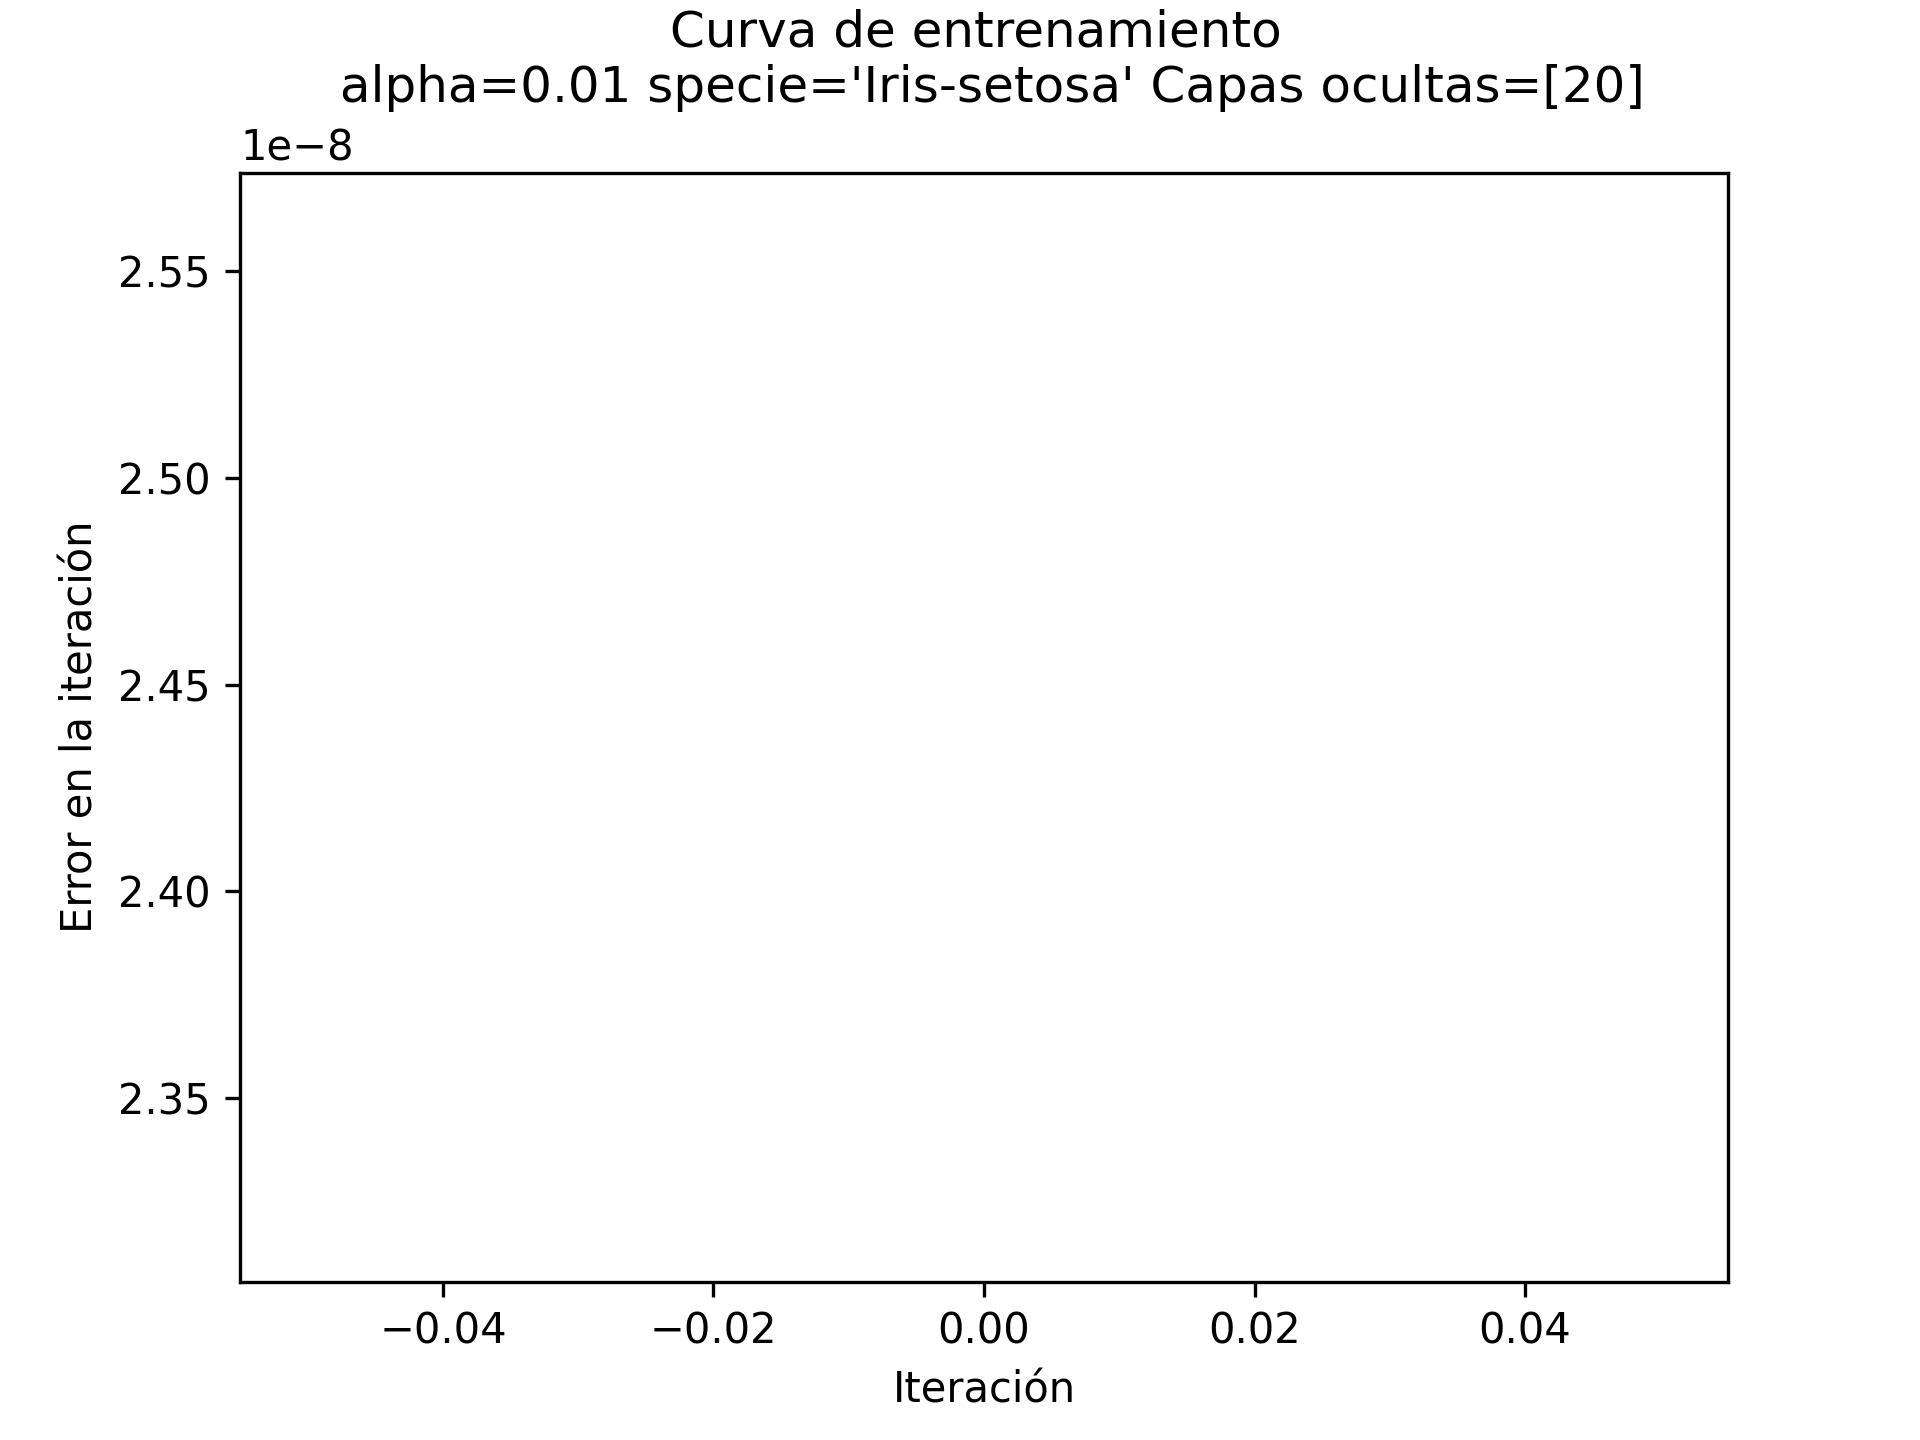 Curva de entrenamiento
alpha=0.01 specie='Iris-setosa' Capas ocultas=[20]
1e−8
2.55
2.50
2.45
2.40
2.35
Error en la iteración
−0.04
−0.02
0.00
0.02
0.04
Iteración